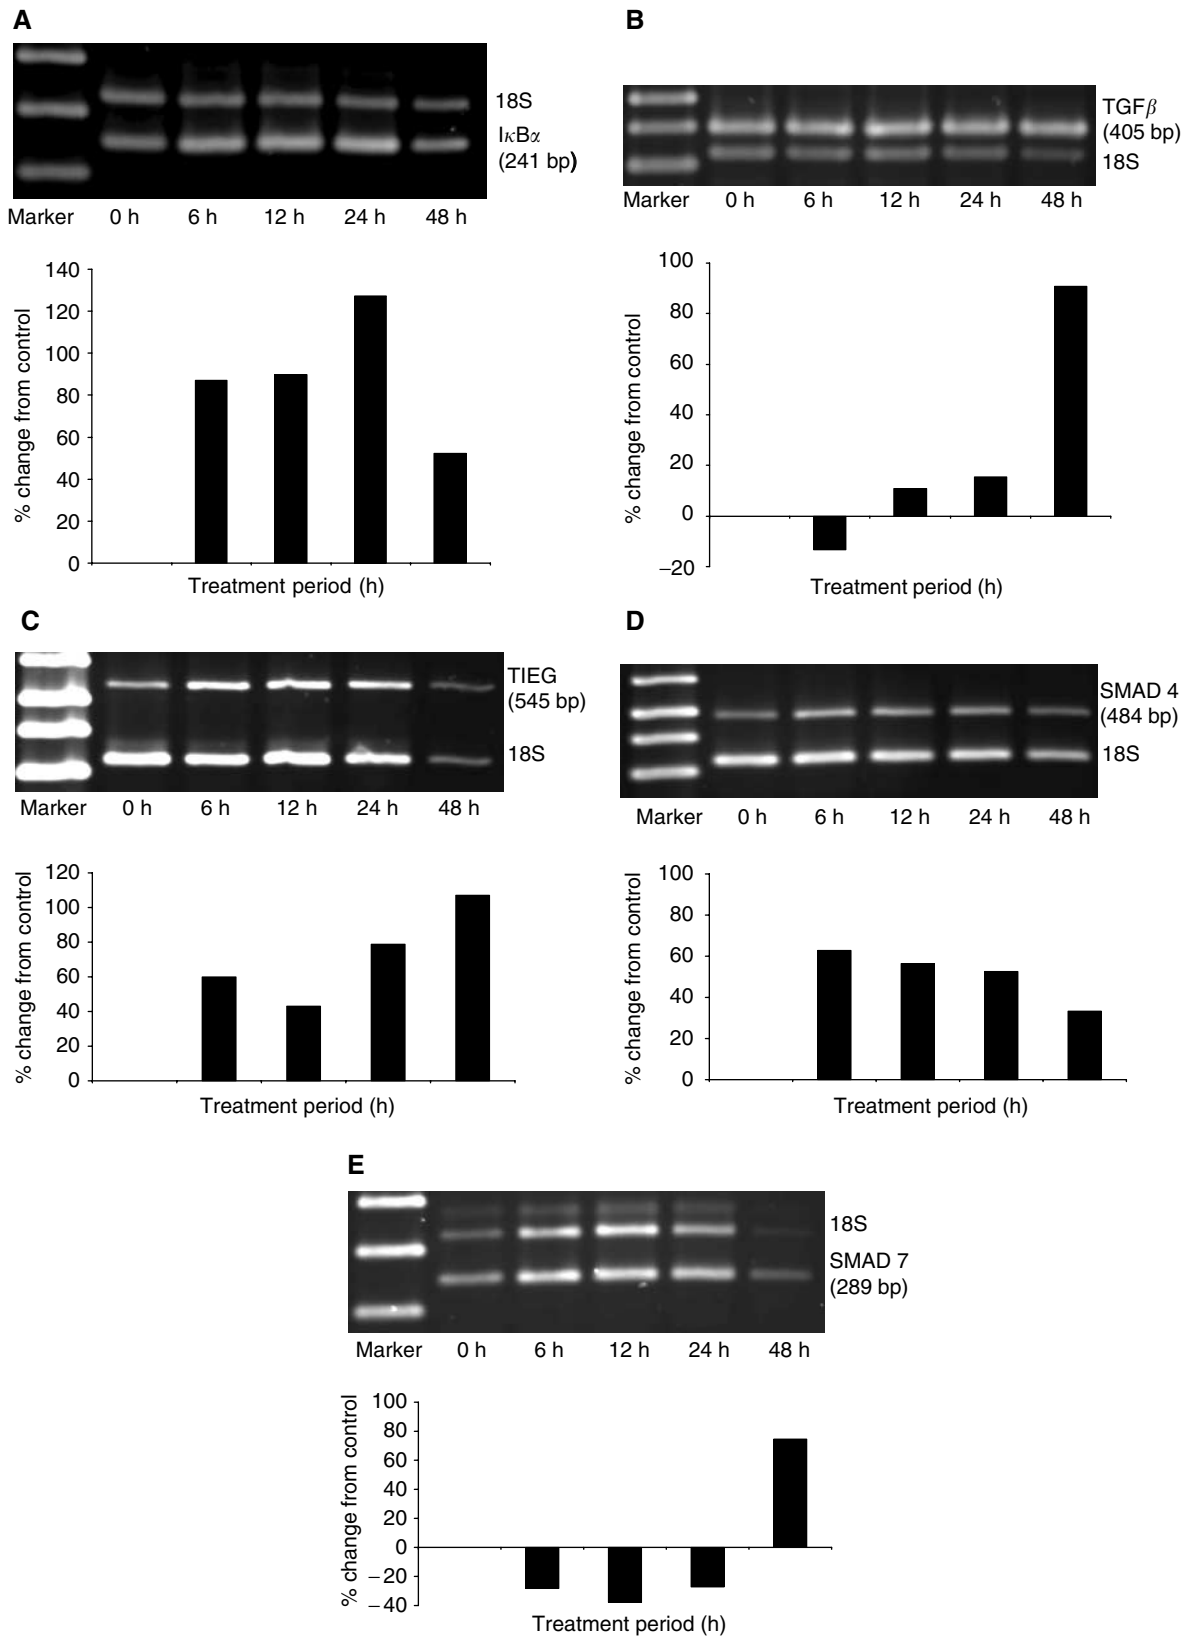 A
18S
IκBα
(241 bp)
Marker 0 h 6 h 12 h 24 h 48 h
% change from control
140
120
100
80
60
40
20
0
Treatment period (h)
B
TGFβ
(405 bp)
18S
Marker 0 h 6 h 12 h 24 h 48 h
% change from control
100
80
60
40
20
0
−20
Treatment period (h)
C
TIEG
(545 bp)
18S
Marker 0 h 6 h 12 h 24 h 48 h
% change from control
120
100
80
60
40
20
0
Treatment period (h)
D
SMAD 4
(484 bp)
18S
Marker 0 h 6 h 12 h 24 h 48 h
% change from control
100
80
60
40
20
0
Treatment period (h)
E
18S
SMAD 7
(289 bp)
Marker 0 h 6 h 12 h 24 h 48 h
% change from control
100
80
60
40
20
0
−20
−40
Treatment period (h)